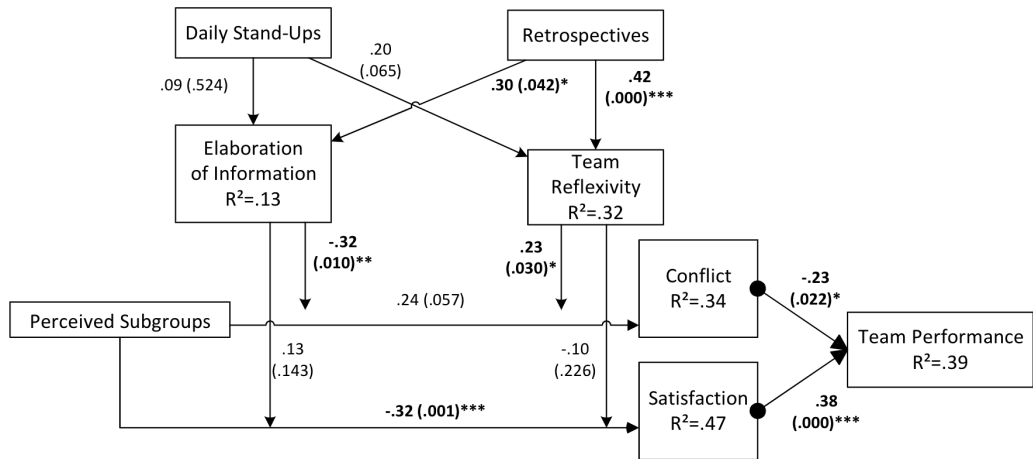 Daily Stand-Ups
Retrospectives
.09 (.524)
.20
(.065)
.30 (.042)*
.42
(.000)***
Elaboration
of Information
R²=.13
Team
Reflexivity
R²=.32
-.32
(.010)**
.23
(.030)*
Perceived Subgroups
.24 (.057)
Conflict
R²=.34
-.23
(.022)*
Team Performance
R²=.39
.13
(.143)
-.10
(.226)
-.32 (.001)***
Satisfaction
R²=.47
.38
(.000)***